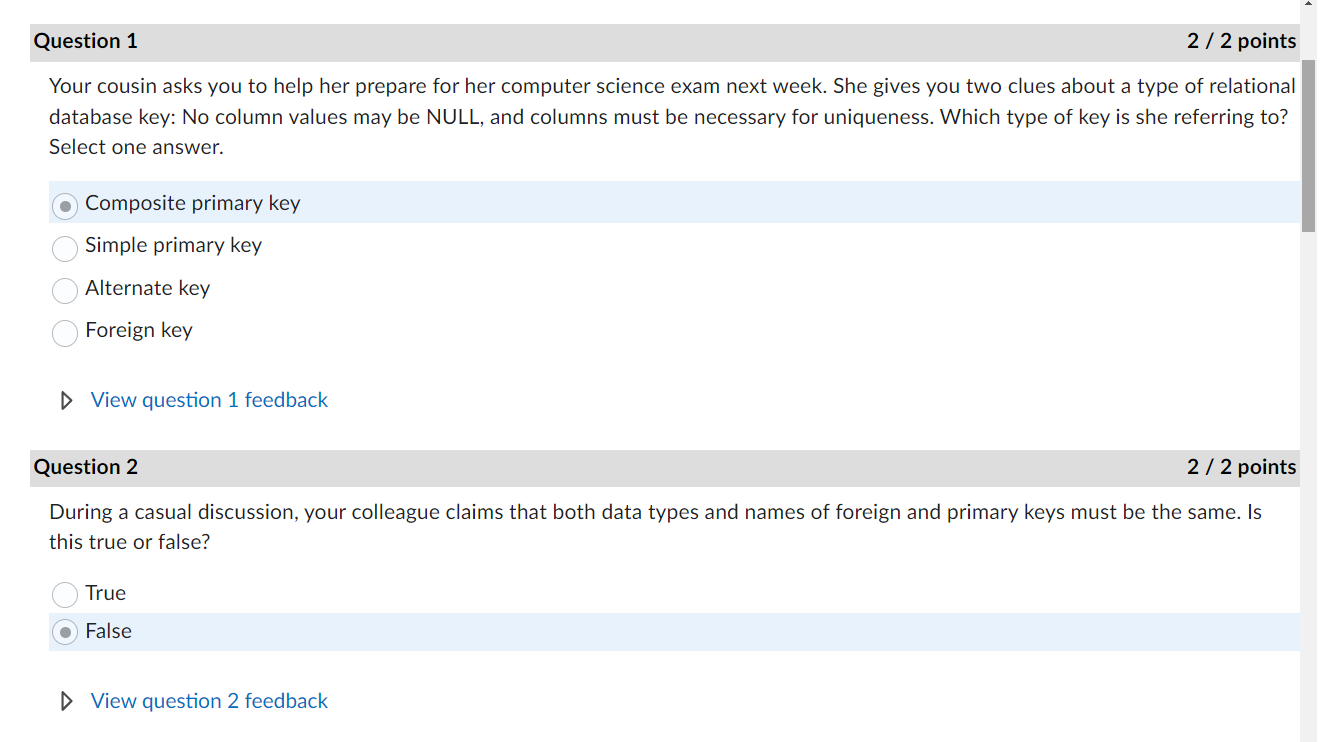 Question 1
2 / 2 points
Your cousin asks you to help her prepare for her computer science exam next week. She gives you two clues about a type of relational
database key: No column values may be NULL, and columns must be necessary for uniqueness. Which type of key is she referring to?
Select one answer.
Composite primary key
Simple primary key
Alternate key
Foreign key
View question 1 feedback
Question 2
2 / 2 points
During a casual discussion, your colleague claims that both data types and names of foreign and primary keys must be the same. Is
this true or false?
True
False
View question 2 feedback